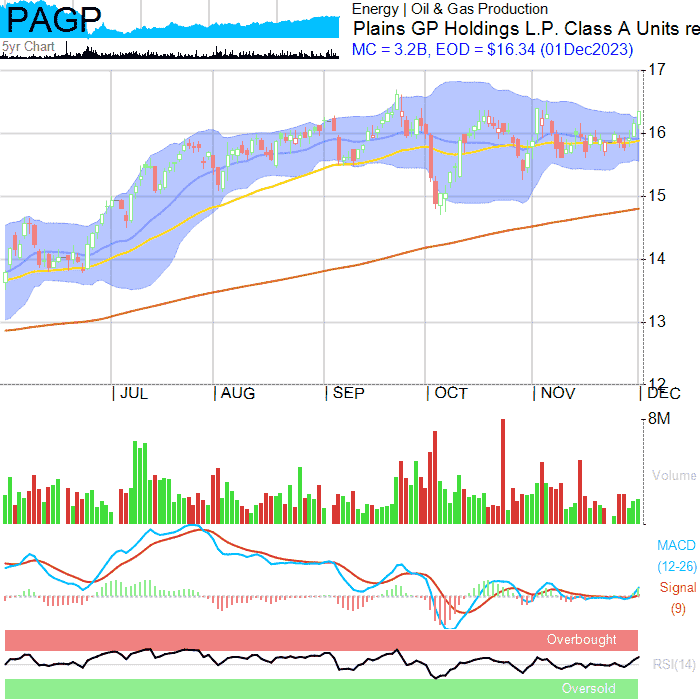 PAGP
5yr Chart
Energy | Oil & Gas Production
Plains GP Holdings L.P. Class A Units re
MC = 3.2B, EOD = $16.34 (01Dec2023)
17
16
15
14
13
12
JUL AUG SEP OCT NOV DEC
8M
Volume
MACD
(12-26)
Signal
(9)
Overbought
RSI(14)
Oversold